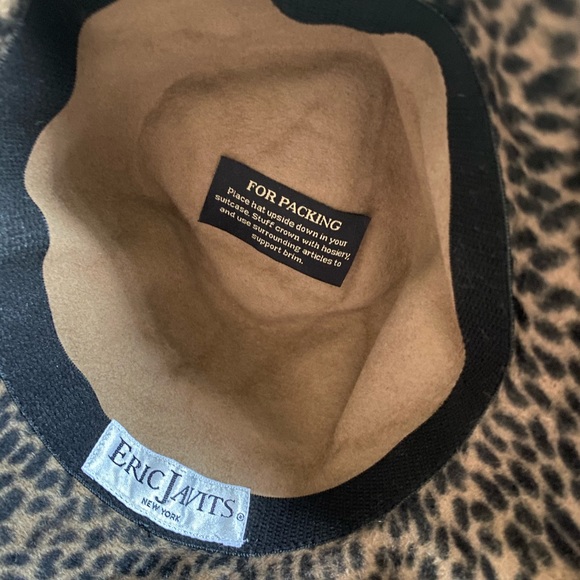 FOR PACKING
Place hat upside down in your
suitcase. Stuff crown with hosiery,
and use surrounding articles to
support brim.
ERIC JAVITS®
NEW YORK